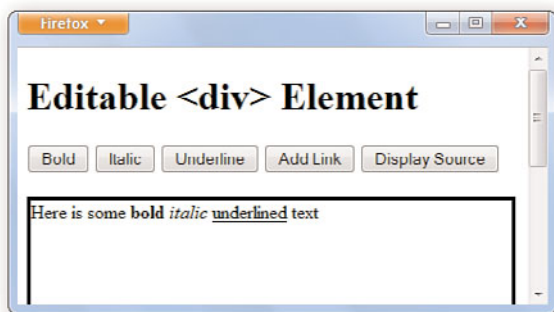 Firefox
Editable <div> Element
Bold Italic Underline Add Link Display Source
Here is some bold italic underlined text